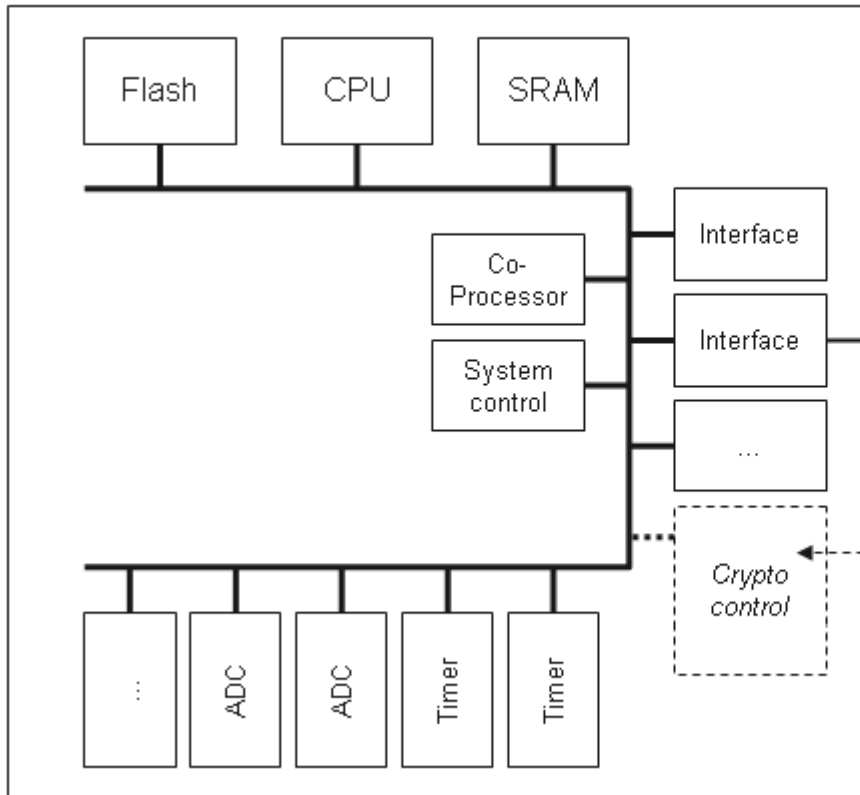 Flash
CPU
SRAM
Interface
Co-
Processor
Interface
System
control
...
Crypto
control
...
ADC
ADC
Timer
Timer